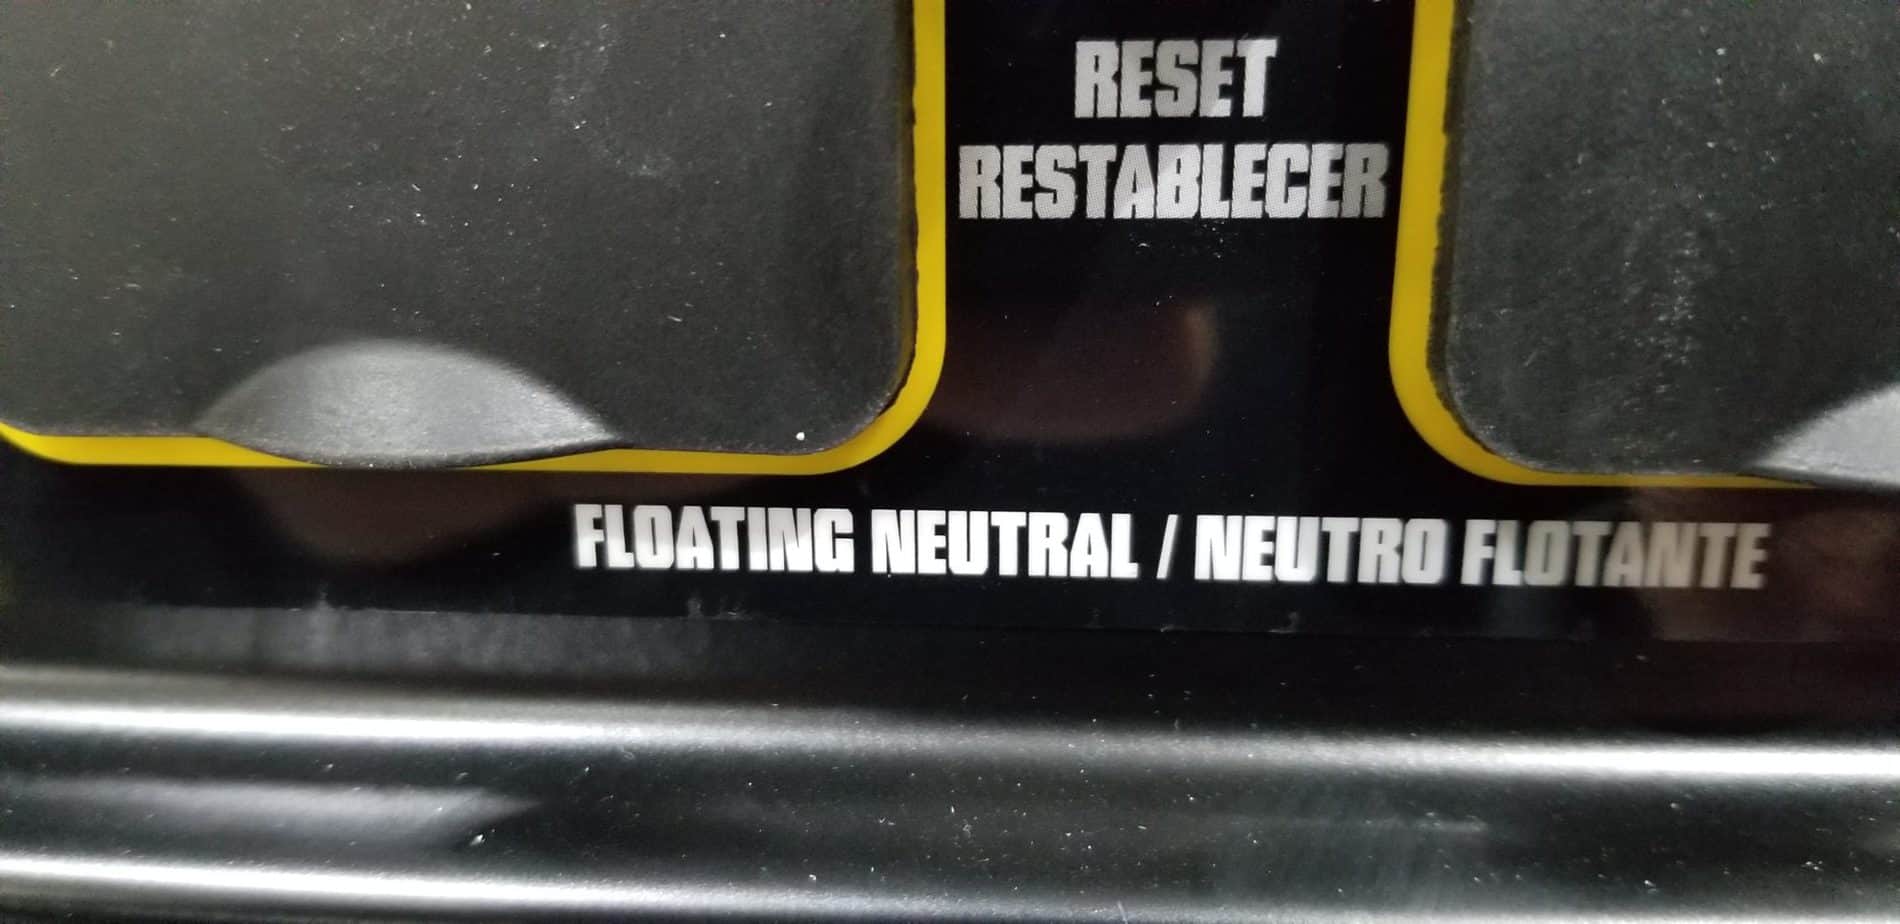 RESET
RESTABLECER
FLOATING NEUTRAL / NEUTRO FLOTANTE